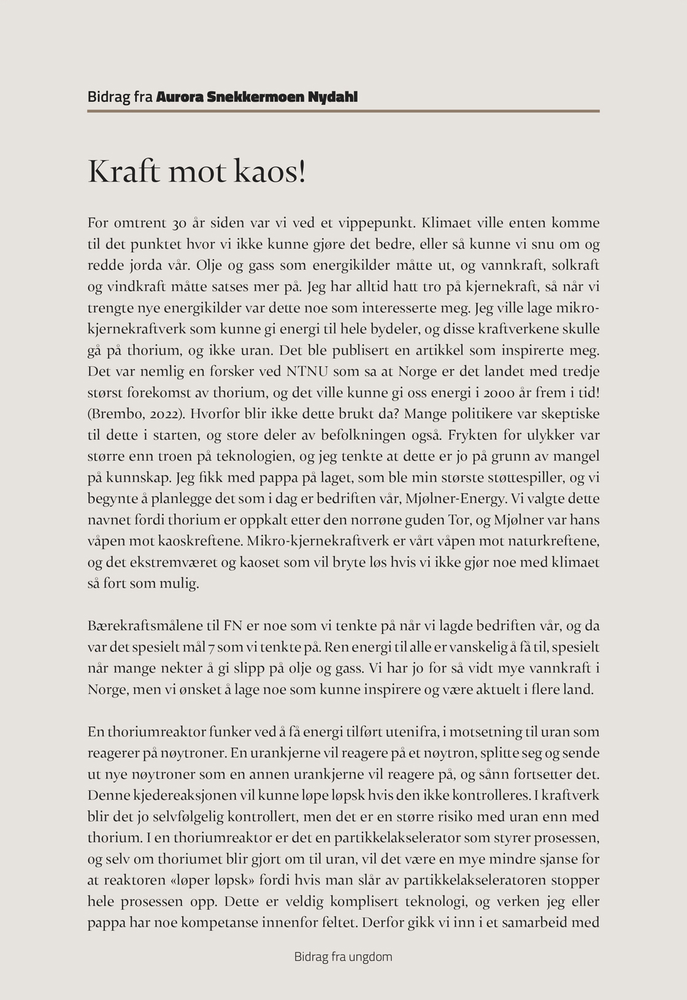 Bidrag fra Aurora Snekkermoen Nydahl
Kraft mot kaos!
For omtrent 30 år siden var vi ved et vippepunkt. Klimaet ville enten komme
til det punktet hvor vi ikke kunne gjøre det bedre, eller så kunne vi snu om og
redde jorda vår. Olje og gass som energikilder måtte ut, og vannkraft, solkraft
og vindkraft måtte satses mer på. Jeg har alltid hatt tro på kjernekraft, så når vi
trengte nye energikilder var dette noe som interesserte meg. Jeg ville lage mikro-
kjernekraftverk som kunne gi energi til hele bydeler, og disse kraftverkene skulle
gå på thorium, og ikke uran. Det ble publisert en artikkel som inspirerte meg.
Det var nemlig en forsker ved NTNU som sa at Norge er det landet med tredje
størst forekomst av thorium, og det ville kunne gi oss energi i 2000 år frem i tid!
(Brembo, 2022). Hvorfor blir ikke dette brukt da? Mange politikere var skeptiske
til dette i starten, og store deler av befolkningen også. Frykten for ulykker var
større enn troen på teknologien, og jeg tenkte at dette er jo på grunn av mangel
på kunnskap. Jeg fikk med pappa på laget, som ble min største støttespiller, og vi
begynte å planlegge det som i dag er bedriften vår, Mjølner-Energy. Vi valgte dette
navnet fordi thorium er oppkalt etter den norrøne guden Tor, og Mjølner var hans
våpen mot kaoskreftene. Mikro-kjernekraftverk er vårt våpen mot naturkreftene,
og det ekstremværet og kaoset som vil bryte løs hvis vi ikke gjør noe med klimaet
så fort som mulig.
Bærekraftsmålene til FN er noe som vi tenkte på når vi lagde bedriften vår, og da
var det spesielt mål 7 som vi tenkte på. Ren energi til alle er vanskelig å få til, spesielt
når mange nekter å gi slipp på olje og gass. Vi har jo for så vidt mye vannkraft i
Norge, men vi ønsket å lage noe som kunne inspirere og være aktuelt i flere land.
En thoriumreaktor funker ved å få energi tilført utenifra, i motsetning til uran som
reagerer på nøytroner. En urankjerne vil reagere på et nøytron, splitte seg og sende
ut nye nøytroner som en annen urankjerne vil reagere på, og sånn fortsetter det.
Denne kjedereaksjonen vil kunne løpe løpsk hvis den ikke kontrolleres. I kraftverk
blir det jo selvfølgelig kontrollert, men det er en større risiko med uran enn med
thorium. I en thoriumreaktor er det en partikkelakselerator som styrer prosessen,
og selv om thoriumet blir gjort om til uran, vil det være en mye mindre sjanse for
at reaktoren «løper løpsk» fordi hvis man slår av partikkelakseleratoren stopper
hele prosessen opp. Dette er veldig komplisert teknologi, og verken jeg eller
pappa har noe kompetanse innenfor feltet. Derfor gikk vi inn i et samarbeid med
Bidrag fra ungdom